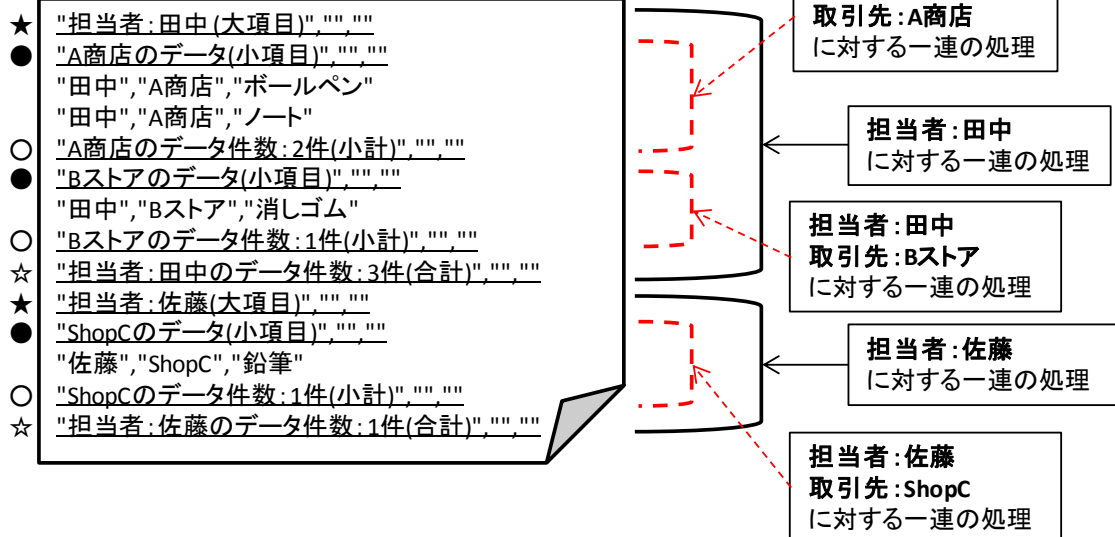 ★ "担当者:田中(大項目)","",""
● "A商店のデータ(小項目)","",""
"田中","A商店","ボールペン"
"田中","A商店","ノート"
○ "A商店のデータ件数:2件(小計)","",""
● "Bストアのデータ(小項目)","",""
"田中","Bストア","消しゴム"
○ "Bストアのデータ件数:1件(小計)","",""
☆ "担当者:田中のデータ件数:3件(合計)","",""
★ "担当者:佐藤(大項目)","",""
● "ShopCのデータ(小項目)","",""
"佐藤","ShopC","鉛筆"
○ "ShopCのデータ件数:1件(小計)","",""
☆ "担当者:佐藤のデータ件数:1件(合計)","",""
取引先:A商店
に対する一連の処理
担当者:田中
に対する一連の処理
担当者:田中
取引先:Bストア
に対する一連の処理
担当者:佐藤
に対する一連の処理
担当者:佐藤
取引先:ShopC
に対する一連の処理